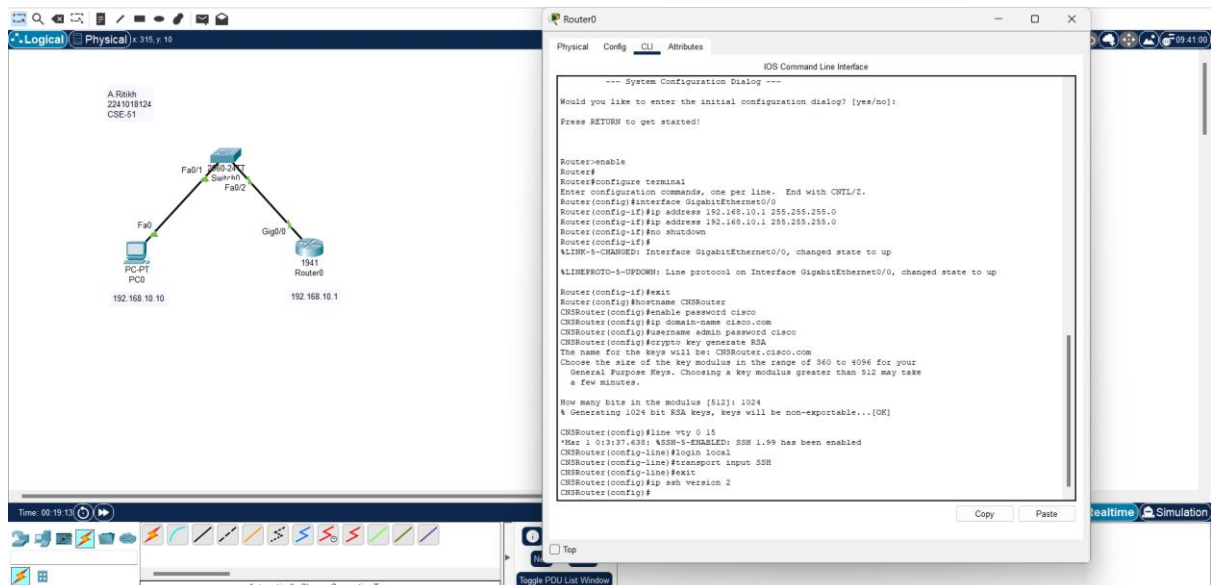 Logical
Physical
x: 315, y: 10
A.Ritikh
2241018124
CSE-51
Fa0/1
2960-24TT
Switch0
Fa0/2
Fa0
Gig0/0
PC-PT
PC0
1941
Router0
192.168.10.10
192.168.10.1
Time: 00:19:13
Toggle PDU List Window
Router0
Physical Config CLI Attributes
IOS Command Line Interface
--- System Configuration Dialog ---
Would you like to enter the initial configuration dialog? [yes/no]:
Press RETURN to get started!
Router>enable
Router#
Router#configure terminal
Enter configuration commands, one per line. End with CNTL/Z.
Router(config)#interface GigabitEthernet0/0
Router(config-if)#ip address 192.168.10.1 255.255.255.0
Router(config-if)#ip address 192.168.10.1 255.255.255.0
Router(config-if)#no shutdown
Router(config-if)#
%LINK-5-CHANGED: Interface GigabitEthernet0/0, changed state to up
%LINEPROTO-5-UPDOWN: Line protocol on Interface GigabitEthernet0/0, changed state to up
Router(config-if)#exit
Router(config)#hostname CNSRouter
CNSRouter(config)#enable password cisco
CNSRouter(config)#ip domain-name cisco.com
CNSRouter(config)#username admin password cisco
CNSRouter(config)#crypto key generate RSA
The name for the keys will be: CNSRouter.cisco.com
Choose the size of the key modulus in the range of 360 to 4096 for your
General Purpose Keys. Choosing a key modulus greater than 512 may take
a few minutes.
How many bits in the modulus [512]: 1024
% Generating 1024 bit RSA keys, keys will be non-exportable...[OK]
CNSRouter(config)#line vty 0 15
*Mar 1 0:3:37.638: %SSH-5-ENABLED: SSH 1.99 has been enabled
CNSRouter(config-line)#login local
CNSRouter(config-line)#transport input SSH
CNSRouter(config-line)#exit
CNSRouter(config)#ip ssh version 2
CNSRouter(config)#
Copy Paste
Top
09:41:00
Realtime Simulation